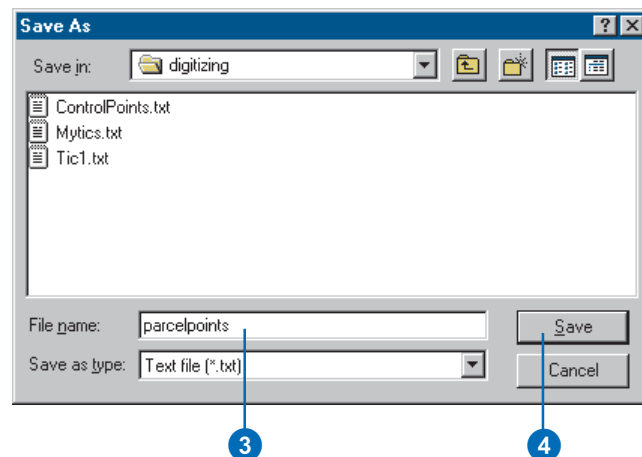 Save As
Save in: digitizing
ControlPoints.txt
Mytics.txt
Tic1.txt
File name: parcelpoints Save
Save as type: Text file (*.txt) Cancel
3 4